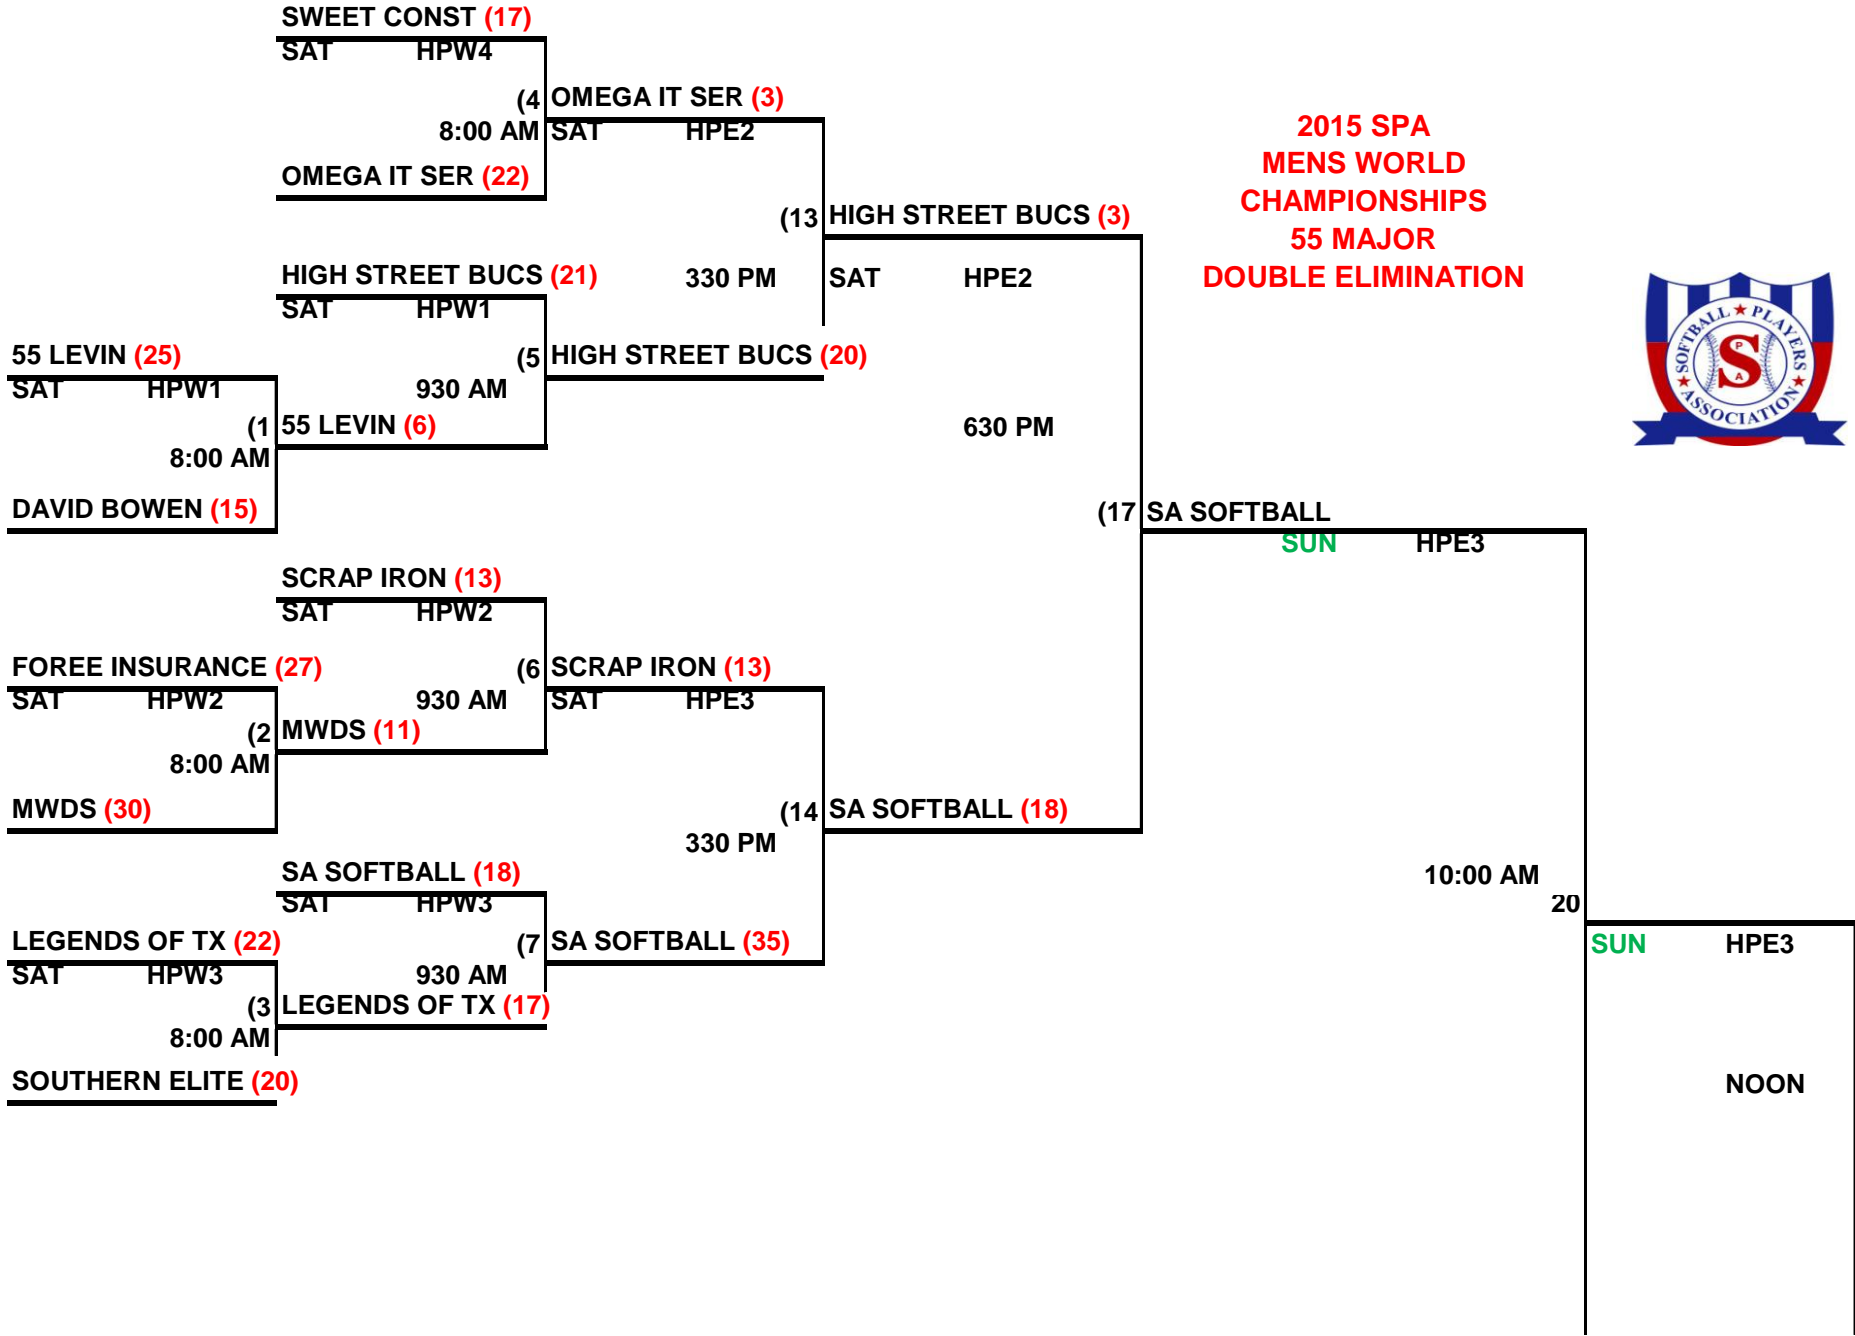 SWEET CONST (17)
SAT HPW4
(4 OMEGA IT SER (3)
8:00 AM SAT HPE2
OMEGA IT SER (22)
2015 SPA
MENS WORLD
CHAMPIONSHIPS
55 MAJOR
DOUBLE ELIMINATION
(13 HIGH STREET BUCS (3)
HIGH STREET BUCS (21) 330 PM SAT HPE2
SAT HPW1
SOFTBALL ★ PLAYERS
P
S
A
★ ASSOCIATION ★
55 LEVIN (25) (5 HIGH STREET BUCS (20)
SAT HPW1 930 AM
(1 55 LEVIN (6) 630 PM
8:00 AM
DAVID BOWEN (15) (17 SA SOFTBALL
SUN HPE3
SCRAP IRON (13)
SAT HPW2
FOREE INSURANCE (27) (6 SCRAP IRON (13)
SAT HPW2 930 AM SAT HPE3
(2 MWDS (11)
8:00 AM
MWDS (30) (14 SA SOFTBALL (18)
330 PM
SA SOFTBALL (18) 10:00 AM
SAT HPW3 20
LEGENDS OF TX (22) (7 SA SOFTBALL (35) SUN HPE3
SAT HPW3 930 AM
(3 LEGENDS OF TX (17)
8:00 AM
SOUTHERN ELITE (20) NOON